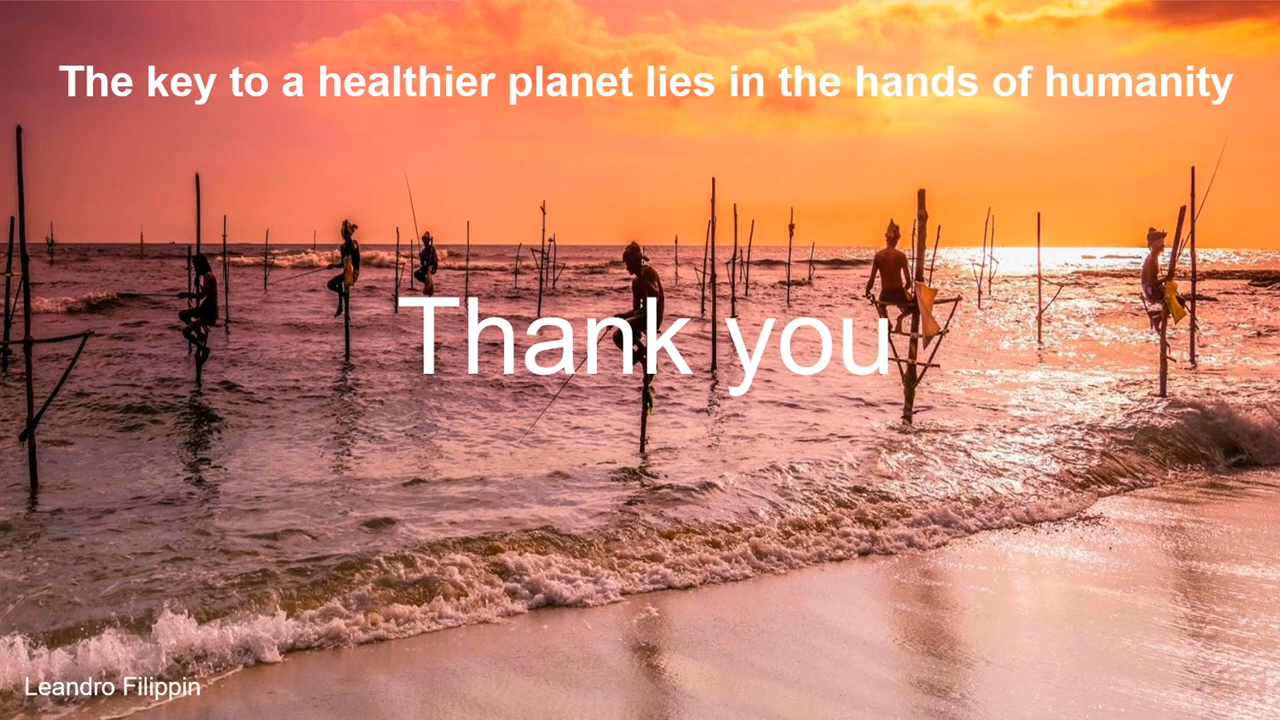 The key to a healthier planet lies in the hands of humanity
Thank you
Leandro Filippin